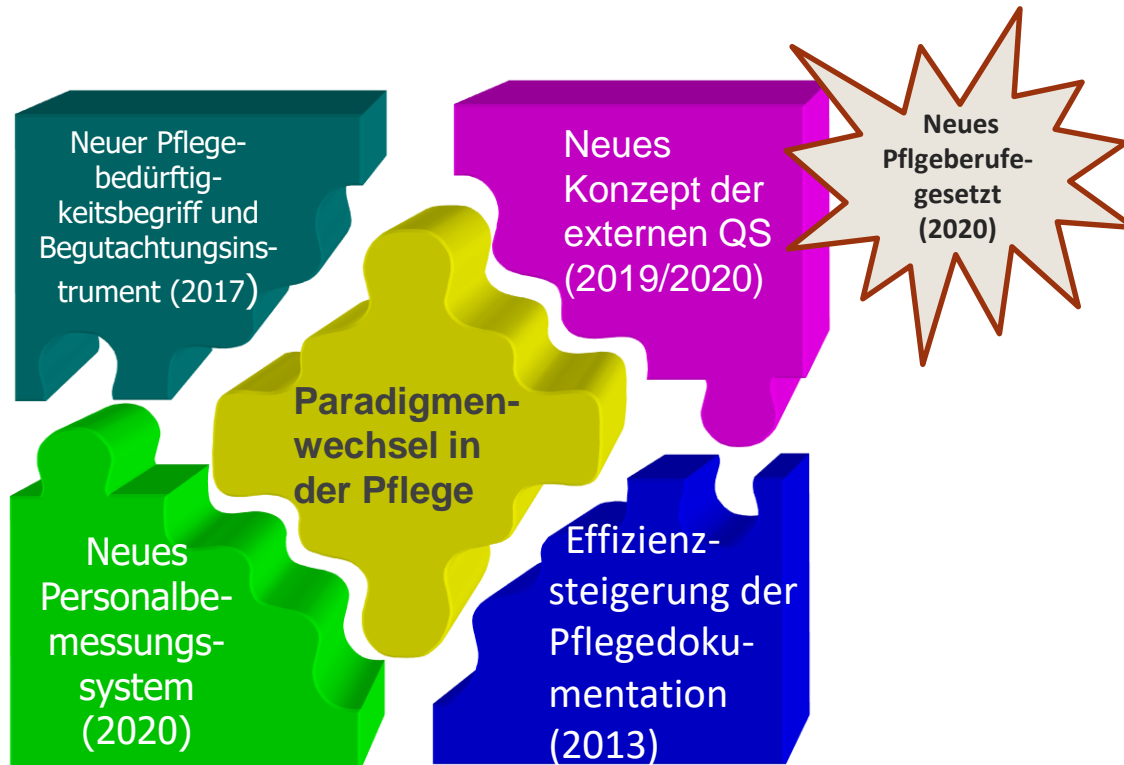 Neuer Pflege-
bedürftig-
keitsbegriff und
Begutachtungsins-
trument (2017)
Neues
Konzept der
externen QS
(2019/2020)
Neues
Pflgeberufe-
gesetzt
(2020)
Paradigmen-
wechsel in
der Pflege
Neues
Personalbe-
messungs-
system
(2020)
Effizienz-
steigerung der
Pflegedoku-
mentation
(2013)